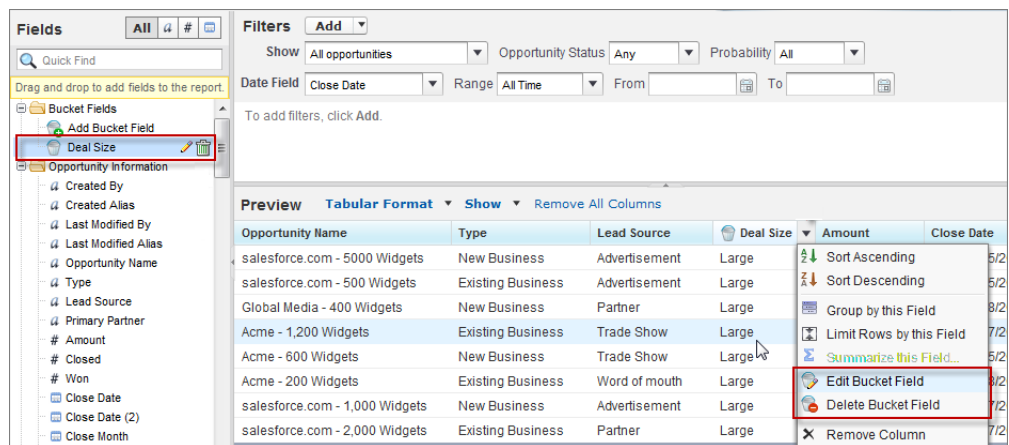 Fields All a #
Quick Find
Drag and drop to add fields to the report.
Bucket Fields
Add Bucket Field
Deal Size
Opportunity Information
a Created By
a Created Alias
a Last Modified By
a Last Modified Alias
a Opportunity Name
a Type
a Lead Source
a Primary Partner
# Amount
# Closed
# Won
Close Date
Close Date (2)
Close Month
Filters Add
Show All opportunities Opportunity Status Any Probability All
Date Field Close Date Range All Time From To
To add filters, click Add.
Preview Tabular Format Show Remove All Columns
Opportunity Name Type Lead Source Deal Size Amount Close Date
salesforce.com - 5000 Widgets New Business Advertisement Large
salesforce.com - 500 Widgets Existing Business Advertisement Large
Global Media - 400 Widgets New Business Partner Large
Acme - 1,200 Widgets Existing Business Trade Show Large
Acme - 600 Widgets New Business Trade Show Large
Acme - 200 Widgets Existing Business Word of mouth Large
salesforce.com - 1,000 Widgets New Business Advertisement Large
salesforce.com - 2,000 Widgets Existing Business Partner Large
Sort Ascending
Sort Descending
Group by this Field
Limit Rows by this Field
Summarize this Field...
Edit Bucket Field
Delete Bucket Field
Remove Column